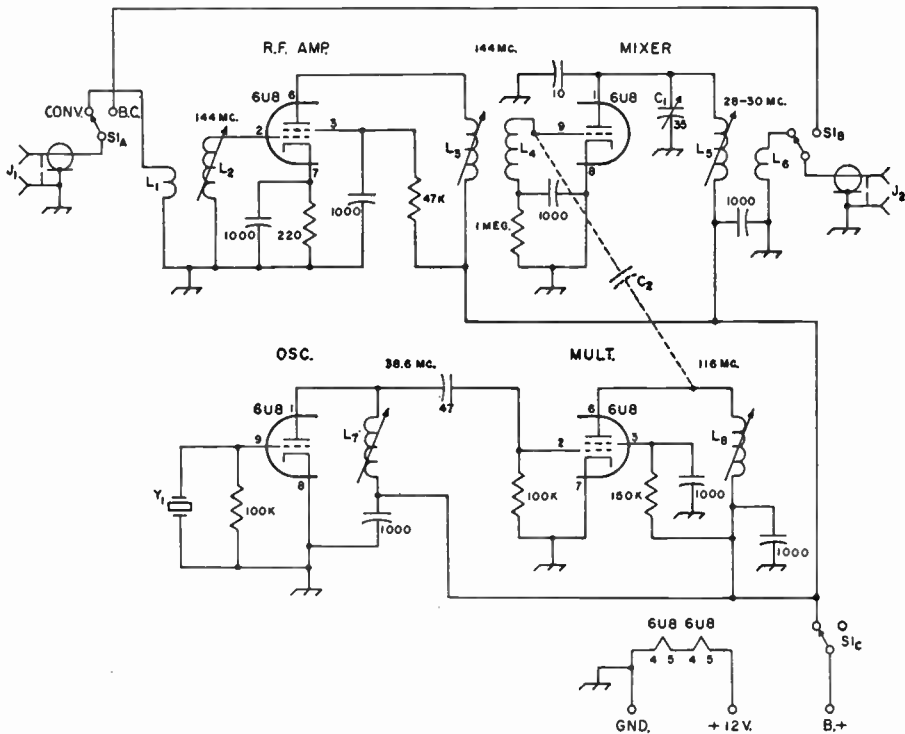 R.F. AMP.
144 MC.
MIXER
CONV.
B.C.
S1A
J1
L1
144 MC.
L2
6U8
6
2
3
7
1000
220
1000
47K
L3
10
1
6U8
9
8
L4
1000
1 MEG.
C1
35
28-30 MC.
L5
L6
1000
S1B
J2
C2
OSC.
38.6 MC.
MULT.
116 MC.
6U8
1
9
8
Y1
100K
L7
1000
47
6U8
6
2
3
7
100K
150K
1000
L8
1000
6U8 6U8
4 5 4 5
S1C
GND.
+12V.
B.+